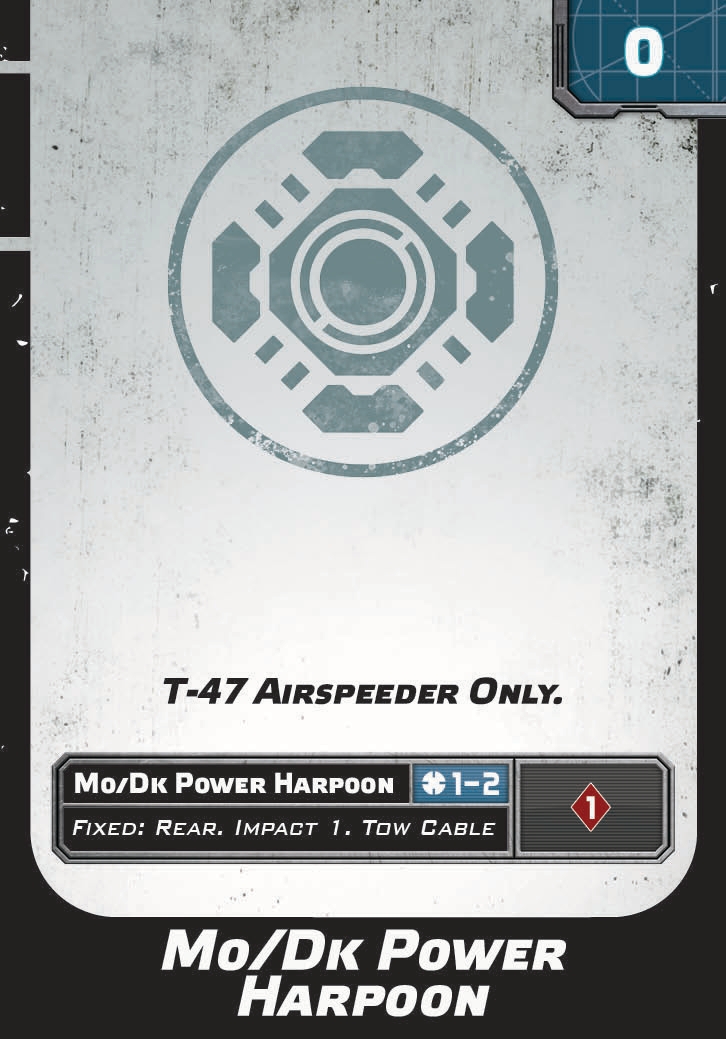 0
T-47 Airspeeder Only.
Mo/Dk Power Harpoon 1-2
1
Fixed: Rear. Impact 1. Tow Cable
Mo/Dk Power
Harpoon